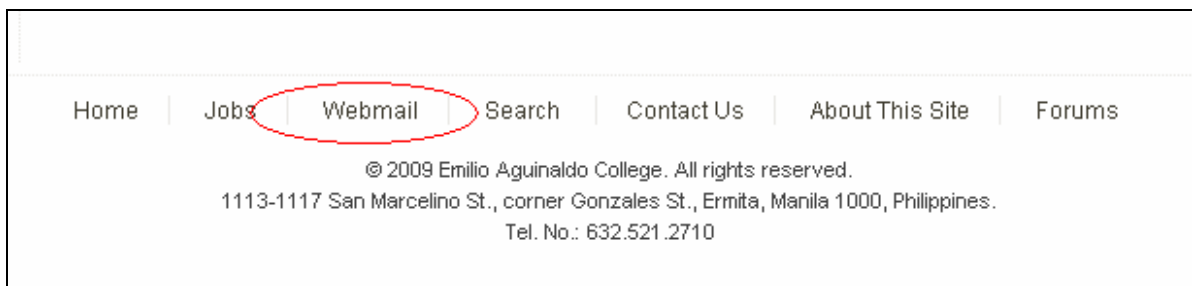 Home Jobs Webmail Search Contact Us About This Site Forums
© 2009 Emilio Aguinaldo College. All rights reserved.
1113-1117 San Marcelino St., corner Gonzales St., Ermita, Manila 1000, Philippines.
Tel. No.: 632.521.2710